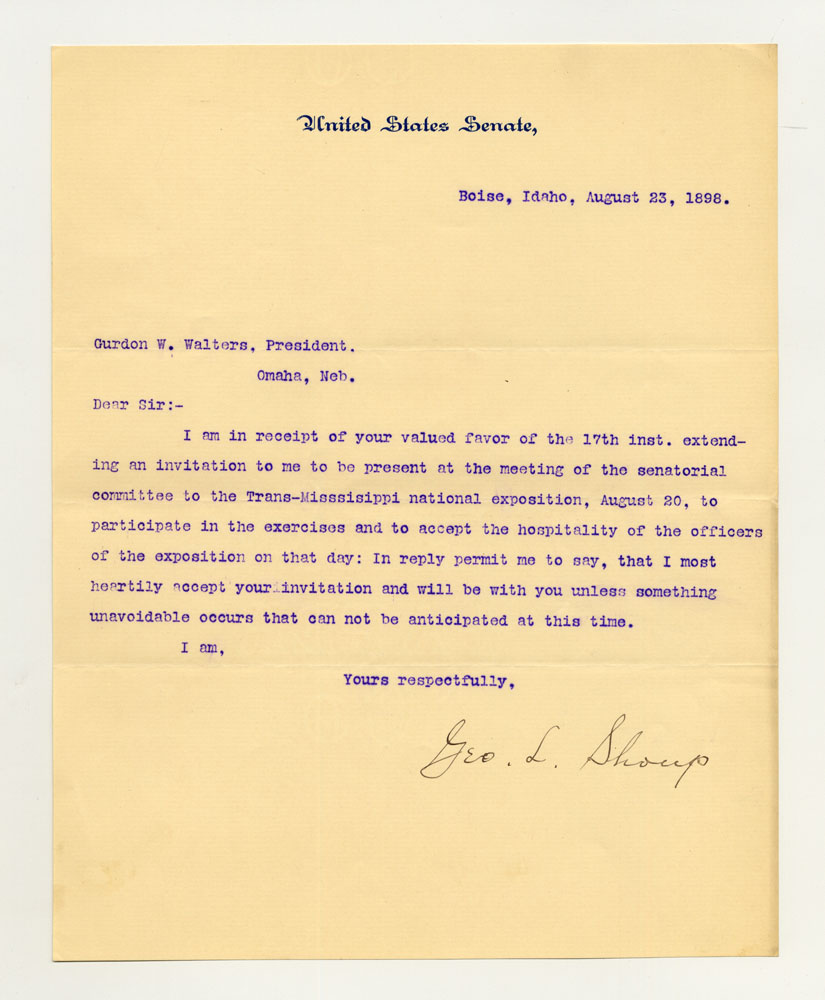 United States Senate,
Boise, Idaho, August 23, 1898.
Gurdon W. Walters, President.
Omaha, Neb.
Dear Sir:-
I am in receipt of your valued favor of the 17th inst. extend-
ing an invitation to me to be present at the meeting of the senatorial
committee to the Trans-Misssisippi national exposition, August 20, to
participate in the exercises and to accept the hospitality of the officers
of the exposition on that day: In reply permit me to say, that I most
heartily accept your invitation and will be with you unless something
unavoidable occurs that can not be anticipated at this time.
I am,
Yours respectfully,
Geo. L. Shoup